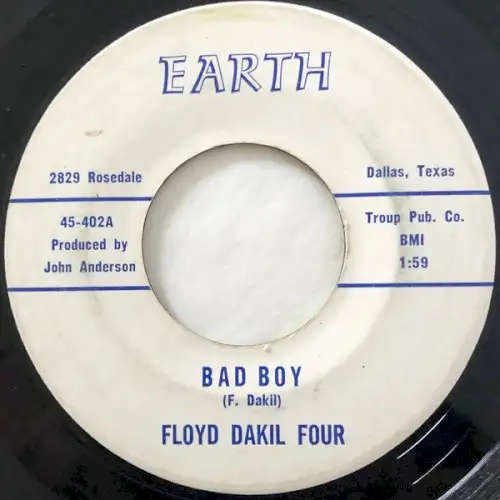 EARTH
2829 Rosedale
Dallas, Texas
45-402A
Produced by
John Anderson
Troup Pub. Co.
BMI
1:59
BAD BOY
(F. Dakil)
FLOYD DAKIL FOUR